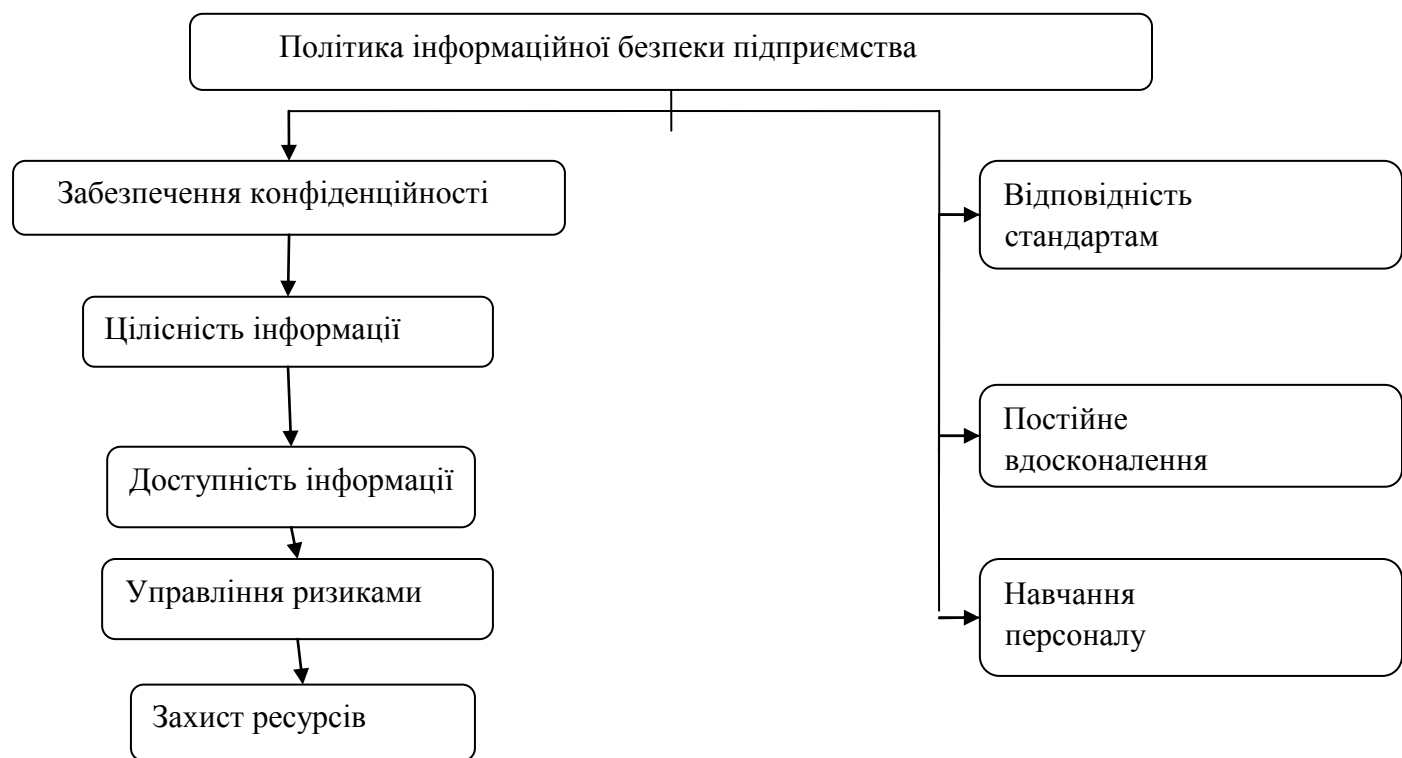 Політика інформаційної безпеки підприємства
Забезпечення конфіденційності
Цілісність інформації
Доступність інформації
Управління ризиками
Захист ресурсів
Відповідність
стандартам
Постійне
вдосконалення
Навчання
персоналу